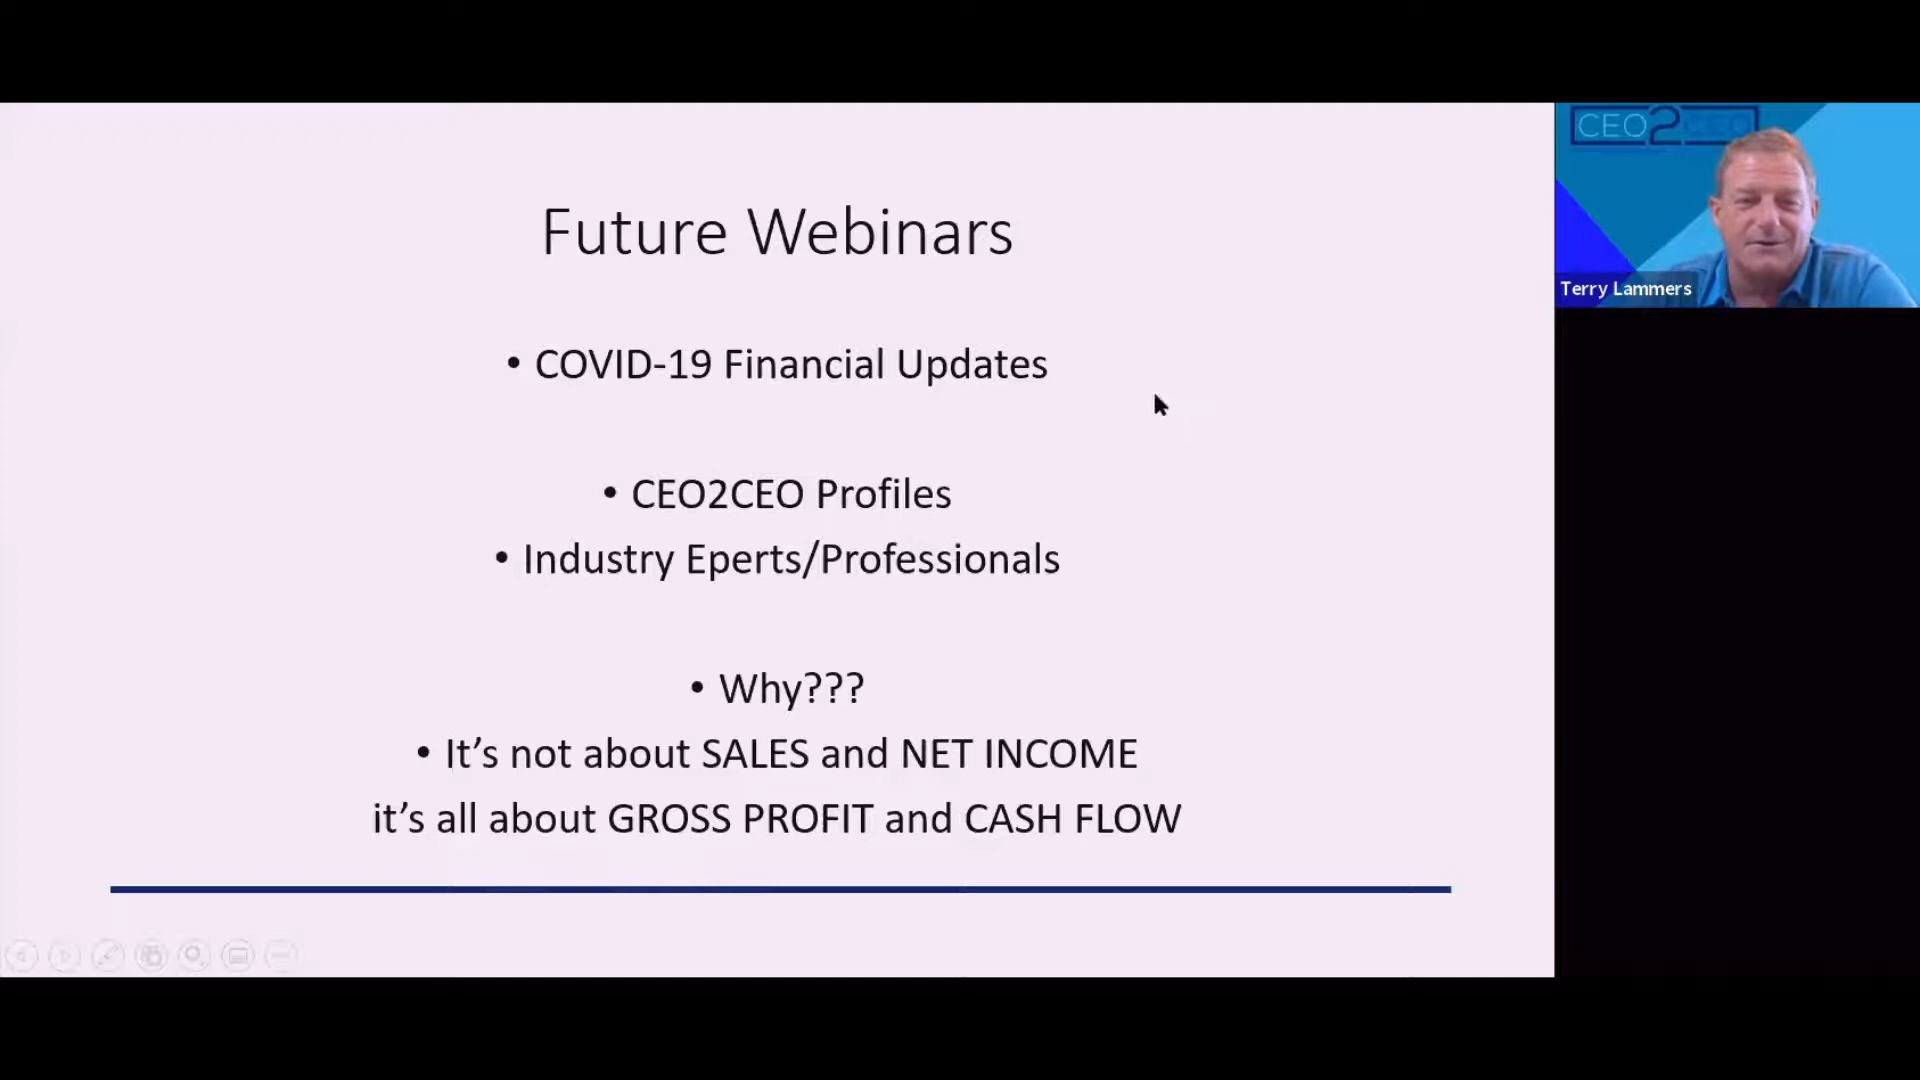 CEO2CEO
Future Webinars
Terry Lammers
• COVID-19 Financial Updates
• CEO2CEO Profiles
• Industry Eperts/Professionals
• Why???
• It’s not about SALES and NET INCOME
it’s all about GROSS PROFIT and CASH FLOW